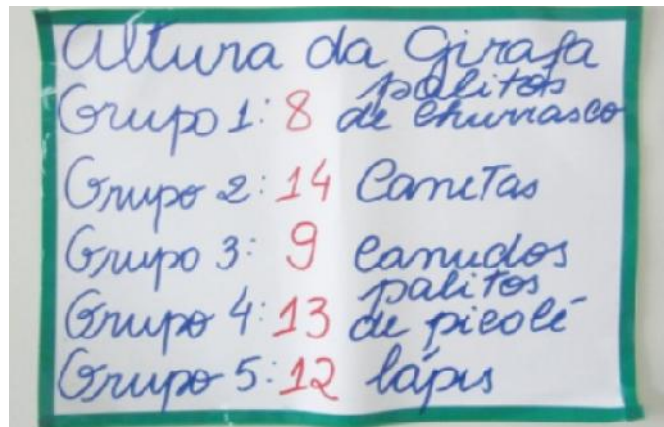 Altura da Girafa
Grupo 1: 8 palitos de churrasco
Grupo 2: 14 Canetas
Grupo 3: 9 canudos
Grupo 4: 13 palitos de picolé
Grupo 5: 12 lápis